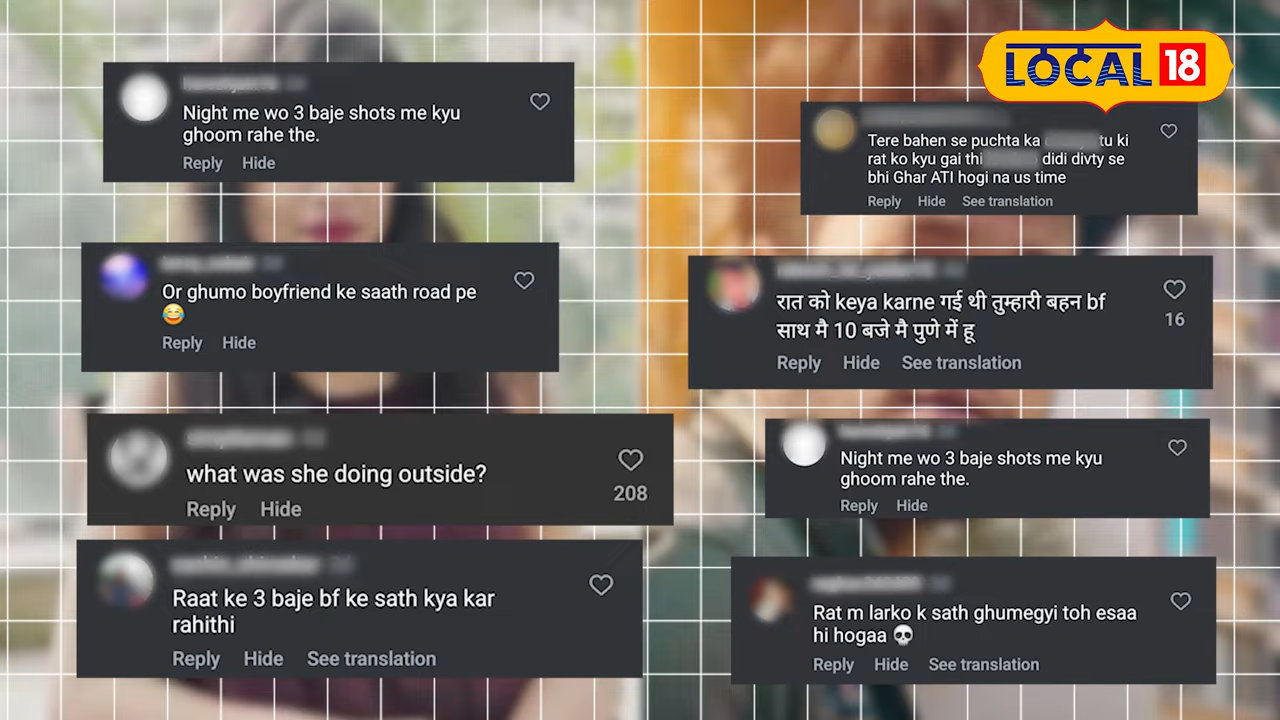 LOCAL 18
Night me wo 3 baje shots me kyu
ghoom rahe the.
Reply Hide
Or ghumo boyfriend ke saath road pe
😂
Reply Hide
what was she doing outside?
208
Reply Hide
Raat ke 3 baje bf ke sath kya kar
rahithi
Reply Hide See translation
Tere bahen se puchta ka tu ki
rat ko kyu gai thi didi divty se
bhi Ghar ATI hogi na us time
Reply Hide See translation
रात को keya karne गई थी तुम्हारी बहन bf
16
साथ मै 10 बजे मै पुणे में हू
Reply Hide See translation
Night me wo 3 baje shots me kyu
ghoom rahe the.
Reply Hide
Rat m larko k sath ghumegyi toh esaa
hi hogaa 💀
Reply Hide See translation